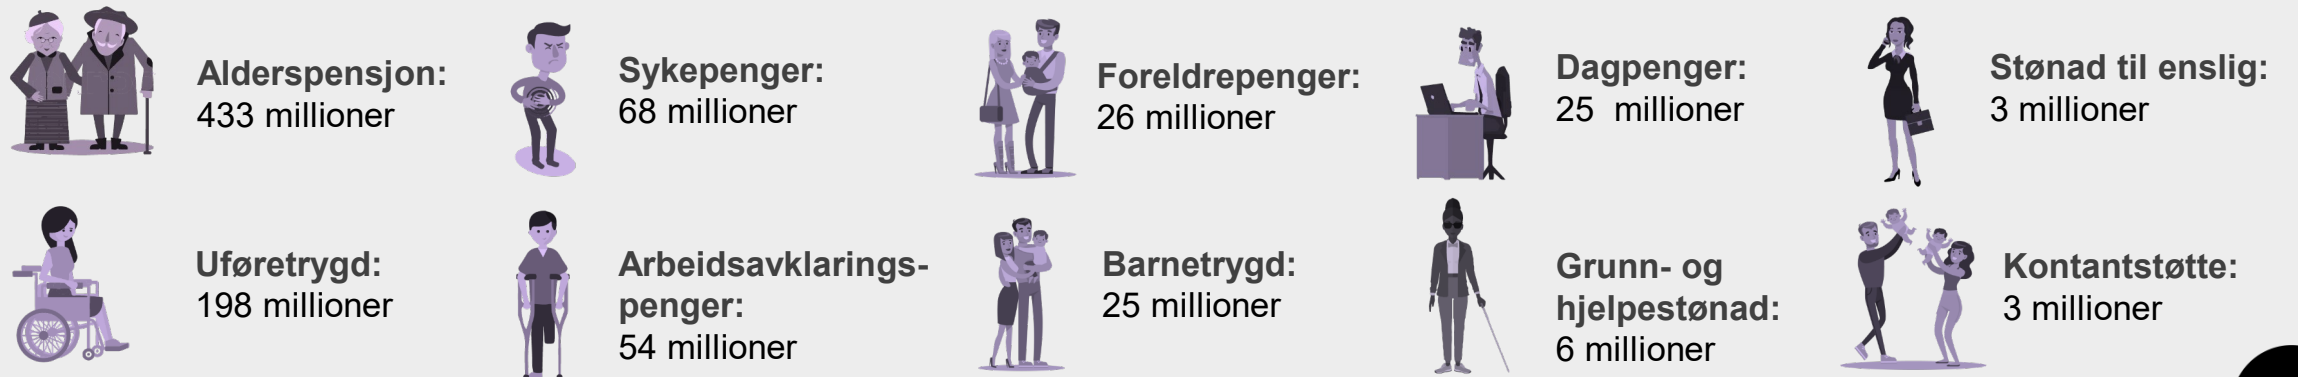 Alderspensjon:
433 millioner
Sykepenger:
68 millioner
Foreldrepenger:
26 millioner
Dagpenger:
25  millioner
Stønad til enslig:
3 millioner
Uføretrygd:
198 millioner
Arbeidsavklarings-
penger:
54 millioner
Barnetrygd:
25 millioner
Grunn- og
hjelpestønad:
6 millioner
Kontantstøtte:
3 millioner